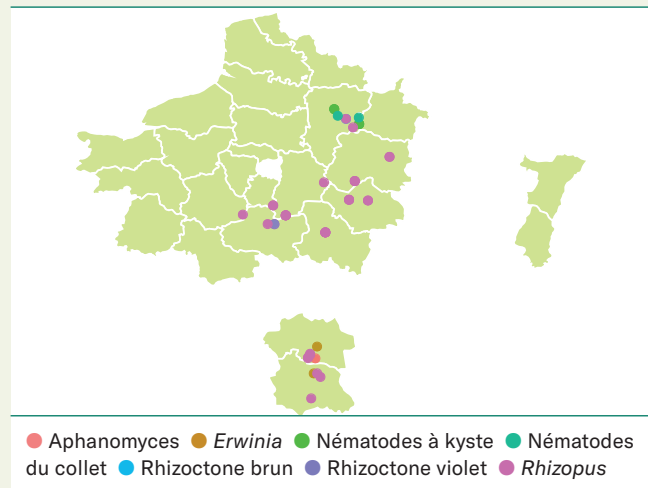 Aphanomyces Erwinia Nématodes à kyste Nématodes
du collet Rhizoctone brun Rhizoctone violet Rhizopus